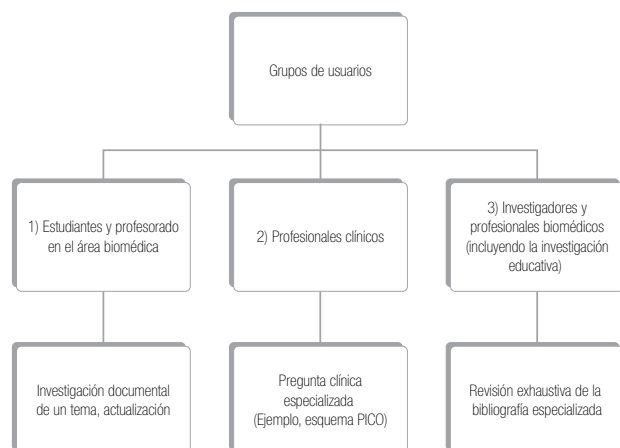 Grupos de usuarios
1) Estudiantes y profesorado
en el área biomédica
2) Profesionales clínicos
3) Investigadores y
profesionales biomédicos
(incluyendo la investigación
educativa)
Investigación documental
de un tema, actualización
Pregunta clínica
especializada
(Ejemplo, esquema PICO)
Revisión exhaustiva de la
bibliografía especializada